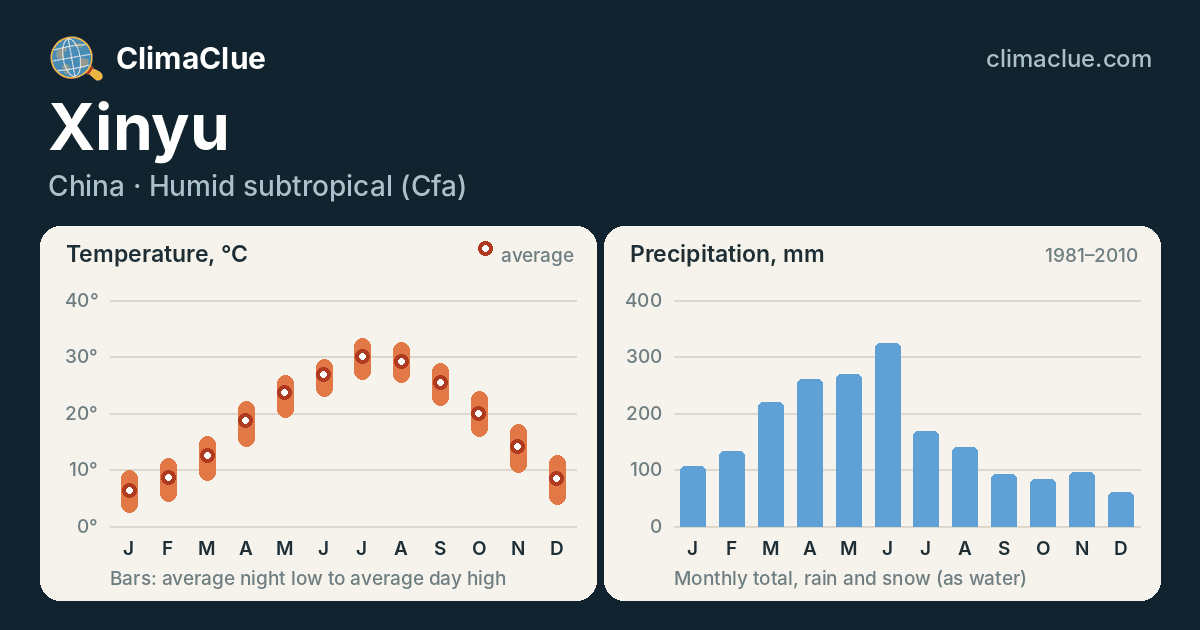 ClimaClue
climaclue.com
Xinyu
China · Humid subtropical (Cfa)
Temperature, °C
average
40°
30°
20°
10°
0°
J F M A M J J A S O N D
Bars: average night low to average day high
Precipitation, mm
1981–2010
400
300
200
100
0
J F M A M J J A S O N D
Monthly total, rain and snow (as water)